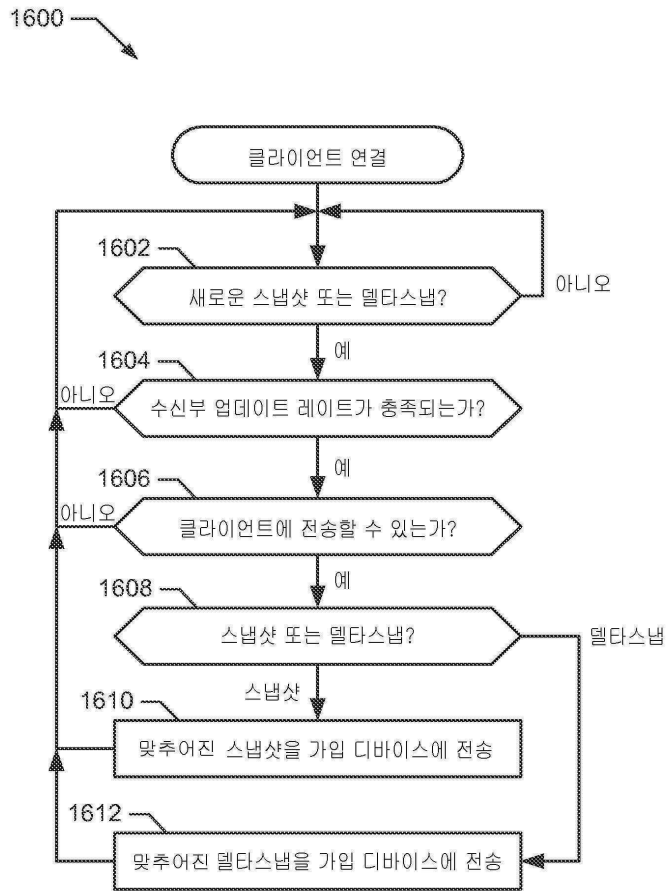 1600
클라이언트 연결
1602
새로운 스냅샷 또는 델타스냅?
아니오
예
1604
아니오
수신부 업데이트 레이트가 충족되는가?
예
1606
아니오
클라이언트에 전송할 수 있는가?
예
1608
스냅샷 또는 델타스냅?
델타스냅
스냅샷
1610
맞추어진 스냅샷을 가입 디바이스에 전송
1612
맞추어진 델타스냅을 가입 디바이스에 전송